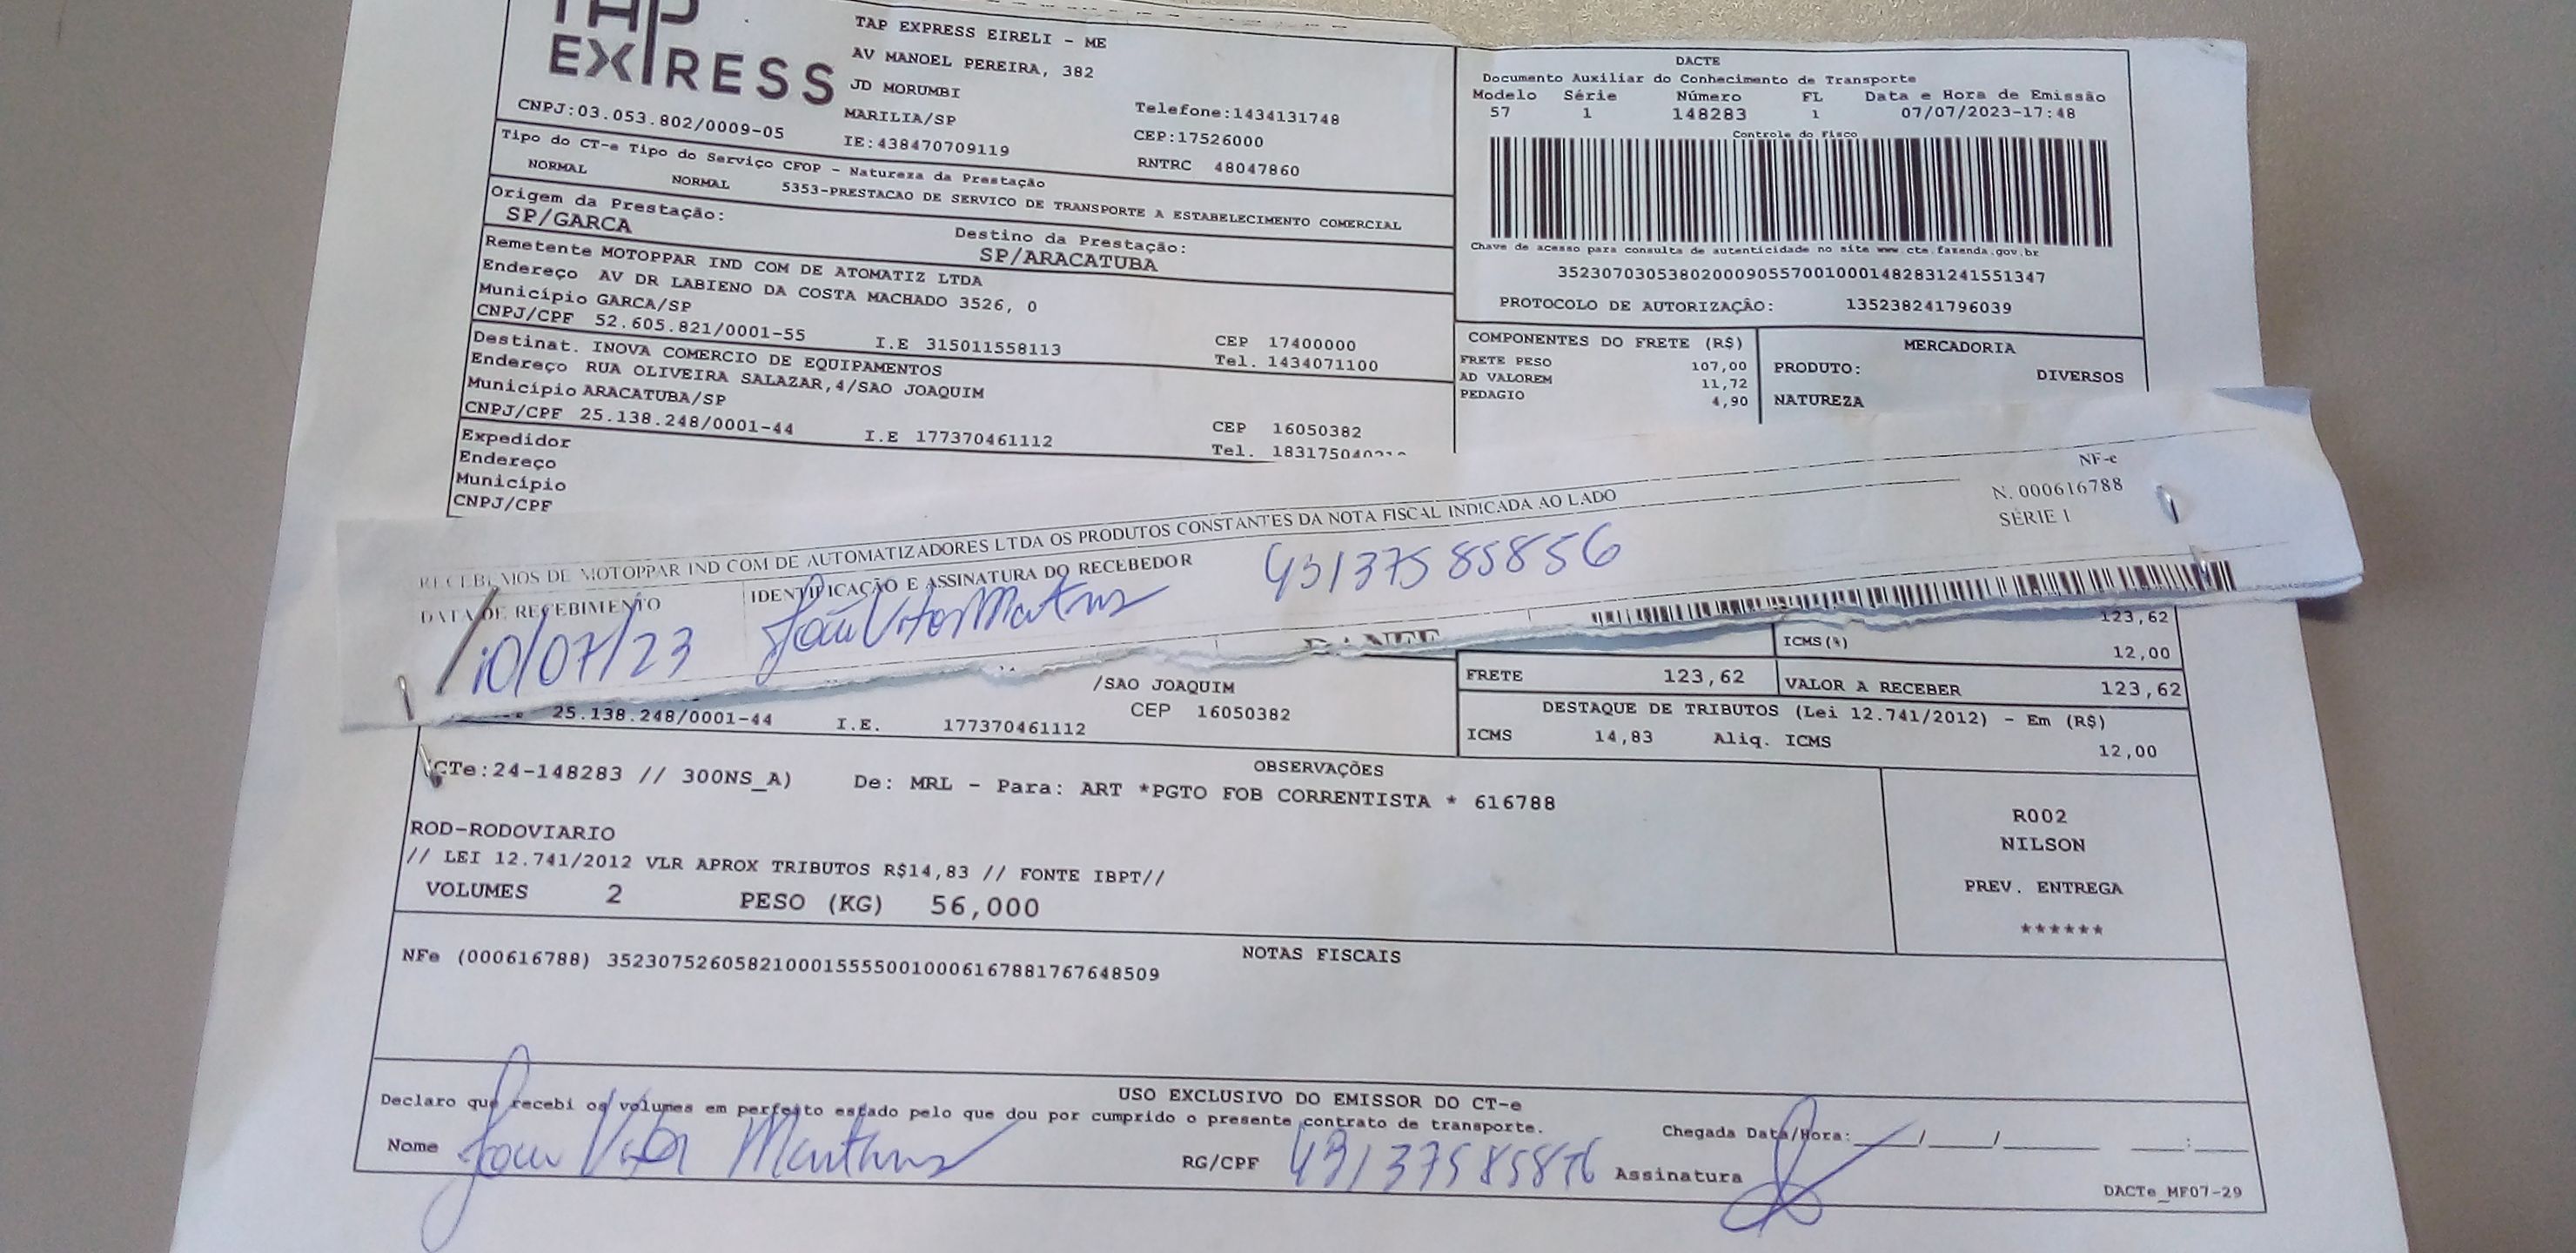 TAP
EXPRESS
CNPJ:03.053.802/0009-05
TAP EXPRESS EIRELI - ME
AV MANOEL PEREIRA, 382
JD MORUMBI
MARILIA/SP
IE:438470709119
Telefone:1434131748
CEP:17526000
RNTRC 48047860
Tipo do CT-e Tipo do Serviço CFOP - Natureza da Prestação
NORMAL NORMAL 5353-PRESTACAO DE SERVICO DE TRANSPORTE A ESTABELECIMENTO COMERCIAL
Origem da Prestação:
SP/GARCA
Destino da Prestação:
SP/ARACATUBA
Remetente MOTOPPAR IND COM DE ATOMATIZ LTDA
Endereço AV DR LABIENO DA COSTA MACHADO 3526, 0
Município GARCA/SP
CNPJ/CPF 52.605.821/0001-55 I.E 315011558113
CEP 17400000
Tel. 1434071100
Destinat. INOVA COMERCIO DE EQUIPAMENTOS
Endereço RUA OLIVEIRA SALAZAR,4/SAO JOAQUIM
Município ARACATUBA/SP
CNPJ/CPF 25.138.248/0001-44 I.E 177370461112
CEP 16050382
Tel.
Expedidor
Endereço
Município
CNPJ/CPF
DACTE
Documento Auxiliar do Conhecimento de Transporte
Modelo Série Número FL Data e Hora de Emissão
57 1 148283 1 07/07/2023-17:48
Controle do Fisco
Chave de acesso para consulta de autenticidade no site www.cte.fazenda.gov.br
35230703053802000905570010001482831241551347
PROTOCOLO DE AUTORIZAÇÃO: 135238241796039
COMPONENTES DO FRETE (R$)
FRETE PESO 107,00
AD VALOREM 11,72
PEDAGIO 4,90
MERCADORIA
PRODUTO: DIVERSOS
NATUREZA
RECEBEMOS DE MOTOPPAR IND COM DE AUTOMATIZADORES LTDA OS PRODUTOS CONSTANTES DA NOTA FISCAL INDICADA AO LADO
NF-e
N. 000616788
SÉRIE 1
DATA DE RECEBIMENTO
10/07/23
IDENTIFICAÇÃO E ASSINATURA DO RECEBEDOR
João Vitor Martins
43137585856
123,62
ICMS(%) 12,00
FRETE 123,62 VALOR A RECEBER 123,62
DESTAQUE DE TRIBUTOS (Lei 12.741/2012) - Em (R$)
ICMS 14,83 Aliq. ICMS 12,00
/SAO JOAQUIM
CEP 16050382
25.138.248/0001-44 I.E. 177370461112
OBSERVAÇÕES
(CTe:24-148283 // 300NS_A) De: MRL - Para: ART *PGTO FOB CORRENTISTA * 616788
ROD-RODOVIARIO
// LEI 12.741/2012 VLR APROX TRIBUTOS R$14,83 // FONTE IBPT//
VOLUMES 2 PESO (KG) 56,000
R002
NILSON
PREV. ENTREGA
******
NOTAS FISCAIS
NFe (000616788) 35230752605821000155550010006167881767648509
USO EXCLUSIVO DO EMISSOR DO CT-e
Declaro que recebi os volumes em perfeito estado pelo que dou por cumprido o presente contrato de transporte.
Nome João Vitor Martins RG/CPF Assinatura
Chegada Data/Hora:____/____/______ ___:___
DACTe_MF07-29